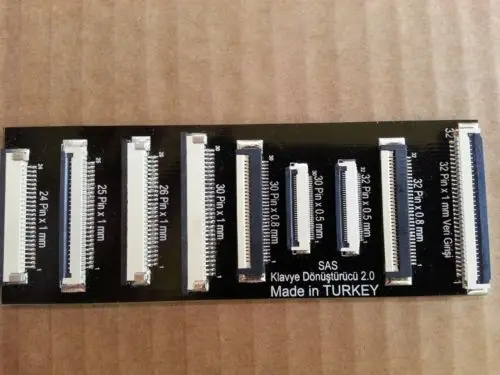 24 Pin x 1 mm
25 Pin x 1 mm
26 Pin x 1 mm
30 Pin x 1 mm
30 Pin x 0.8 mm
30 Pin x 0.5 mm
32 Pin x 0.5 mm
32 Pin x 0.8 mm
32 Pin x 1 mm Veri Girişi
32
SAS
Klavye Dönüştürücü 2.0
Made in TURKEY